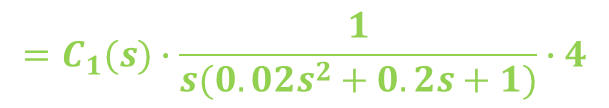 = C₁(s) · 1 / s(0.02s² + 0.2s + 1) · 4